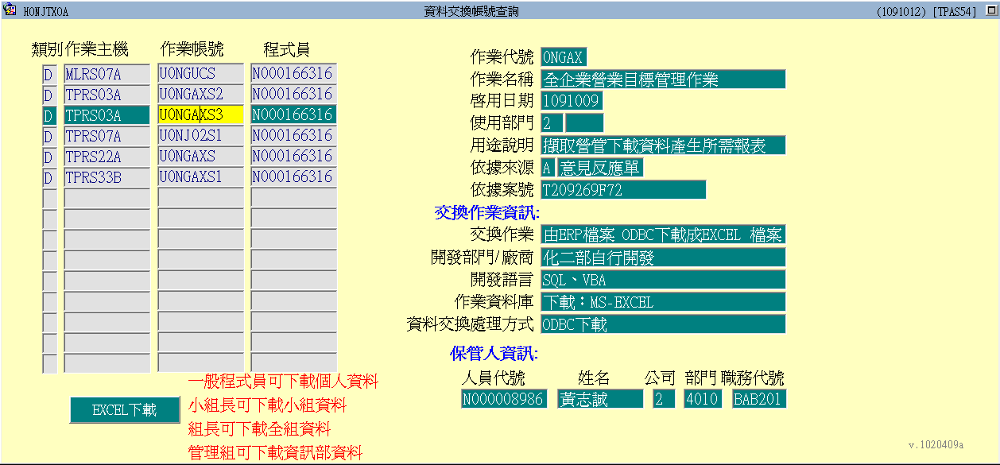 HONJTX0A 資料交換帳號查詢 (1091012) [TPAS54]
類別 作業主機 作業帳號 程式員
D MLRS07A UONGUCS N000166316
D TPRS03A UONGAXS2 N000166316
D TPRS03A UONGAXS3 N000166316
D TPRS07A UONJ02S1 N000166316
D TPRS22A UONGAXS N000166316
D TPRS33B UONGAXS1 N000166316
EXCEL下載
一般程式員可下載個人資料
小組長可下載小組資料
組長可下載全組資料
管理組可下載資訊部資料
作業代號 ONGAX
作業名稱 全企業營業目標管理作業
啓用日期 1091009
使用部門 2
用途說明 擷取營管下載資料產生所需報表
依據來源 A 意見反應單
依據案號 T209269F72
交換作業資訊:
交換作業 由ERP檔案 ODBC下載成EXCEL 檔案
開發部門/廠商 化二部自行開發
開發語言 SQL、VBA
作業資料庫 下載：MS-EXCEL
資料交換處理方式 ODBC下載
保管人資訊:
人員代號 姓名 公司 部門 職務代號
N000008986 黃志誠 2 4010 BAB201
v.1020409a